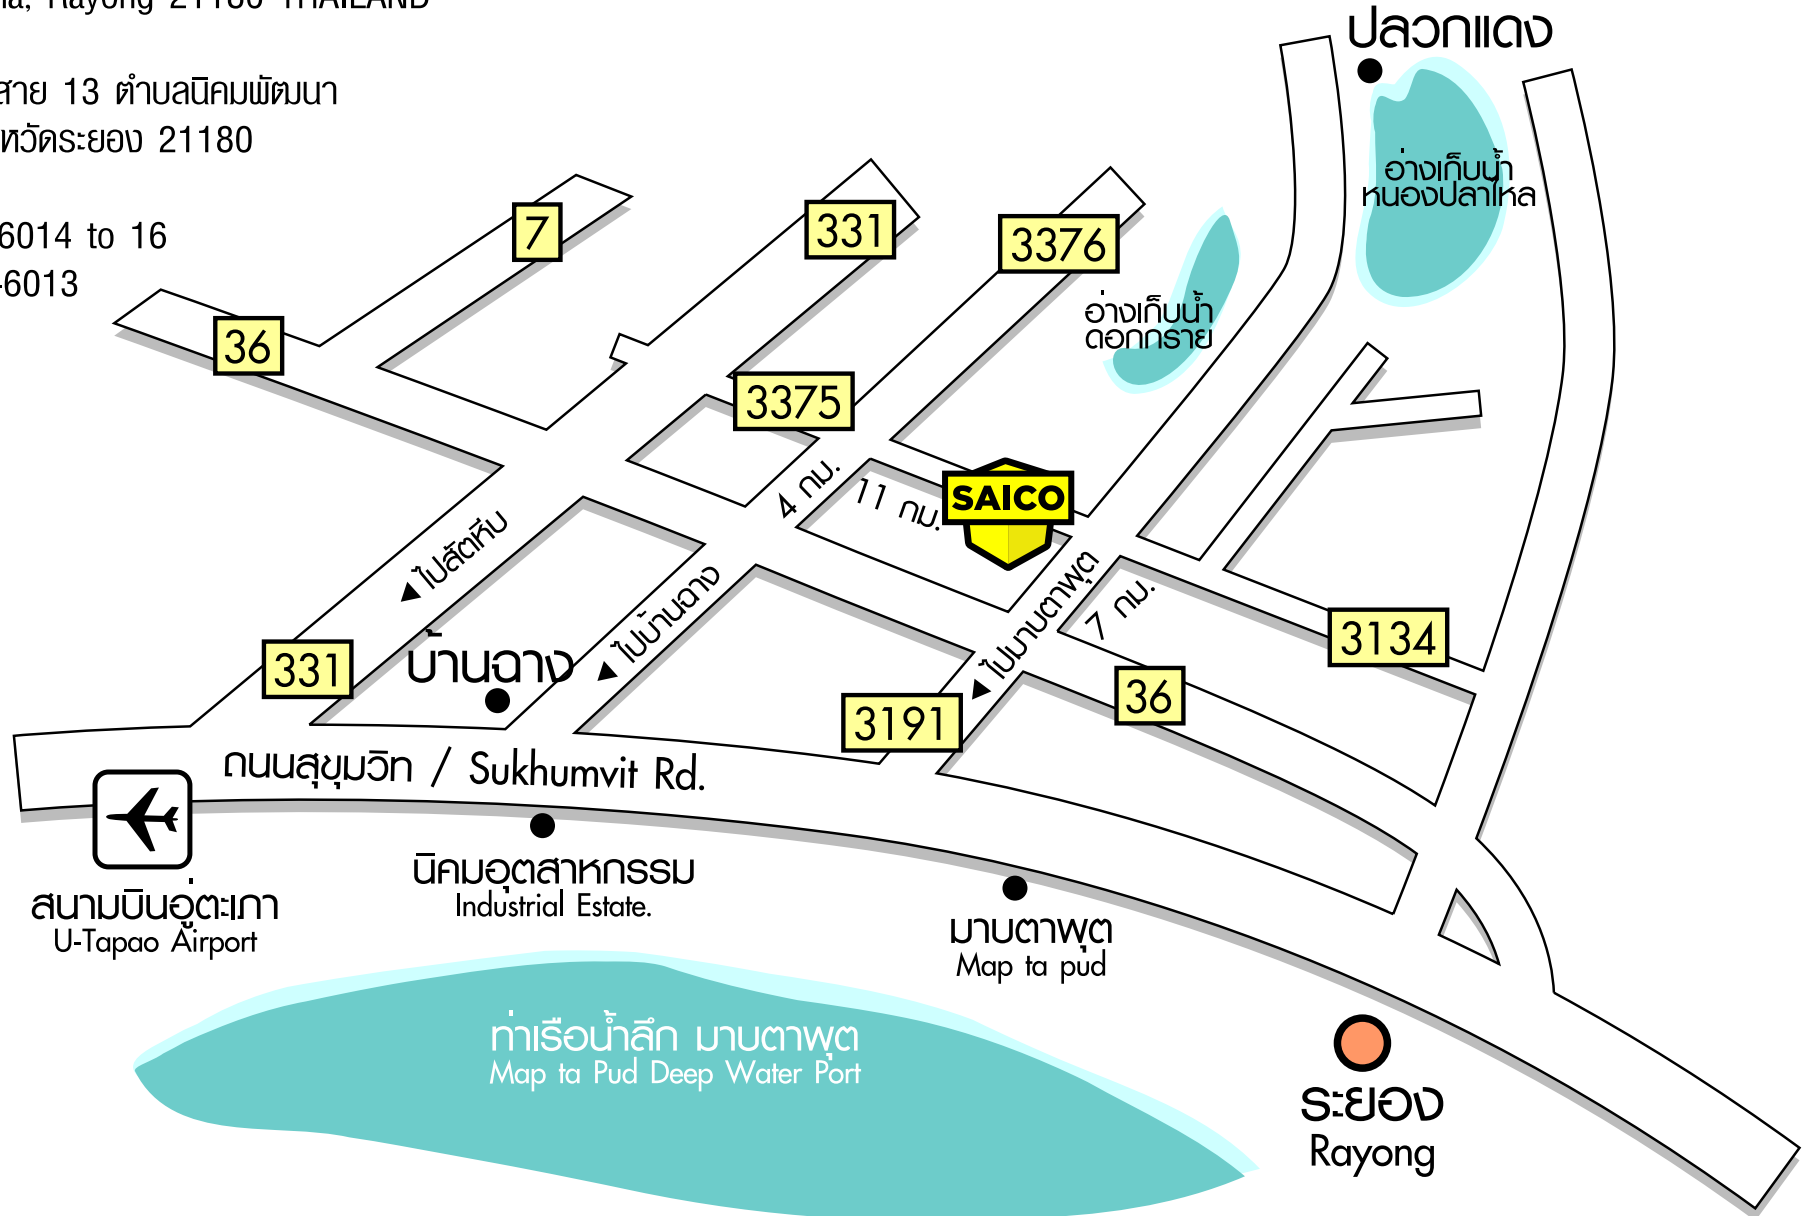 Rayong 21180 THAILAND
สาย 13 ตำบลนิคมพัฒนา
หวัดระยอง 21180
6014 to 16
-6013
ปลวกแดง
อ่างเก็บน้ำ
หนองปลาไหล
7
331
3376
36
อ่างเก็บน้ำ
ดอกกราย
3375
4 กม.
11 กม.
SAICO
◄ ไปสัตหีบ
◄ ไปบ้านฉาง
◄ ไปมาบตาพุต
7 กม.
3134
331
บ้านฉาง
36
3191
ถนนสุขุมวิท / Sukhumvit Rd.
สนามบินอู่ตะเภา
U-Tapao Airport
นิคมอุตสาหกรรม
Industrial Estate.
มาบตาพุต
Map ta pud
ท่าเรือน้ำลึก มาบตาพุต
Map ta Pud Deep Water Port
ระยอง
Rayong